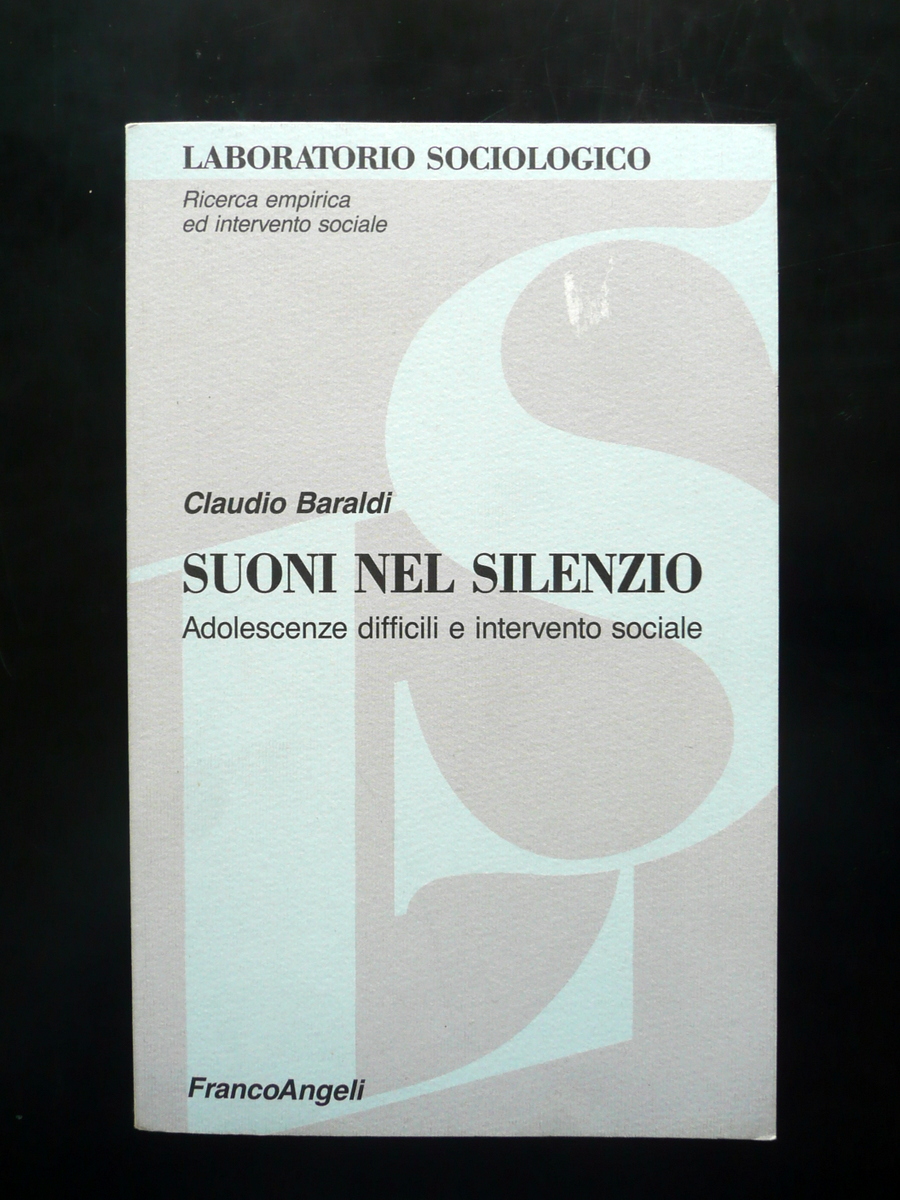 LABORATORIO SOCIOLOGICO
Ricerca empirica
ed intervento sociale
Claudio Baraldi
SUONI NEL SILENZIO
Adolescenze difficili e intervento sociale
FrancoAngeli